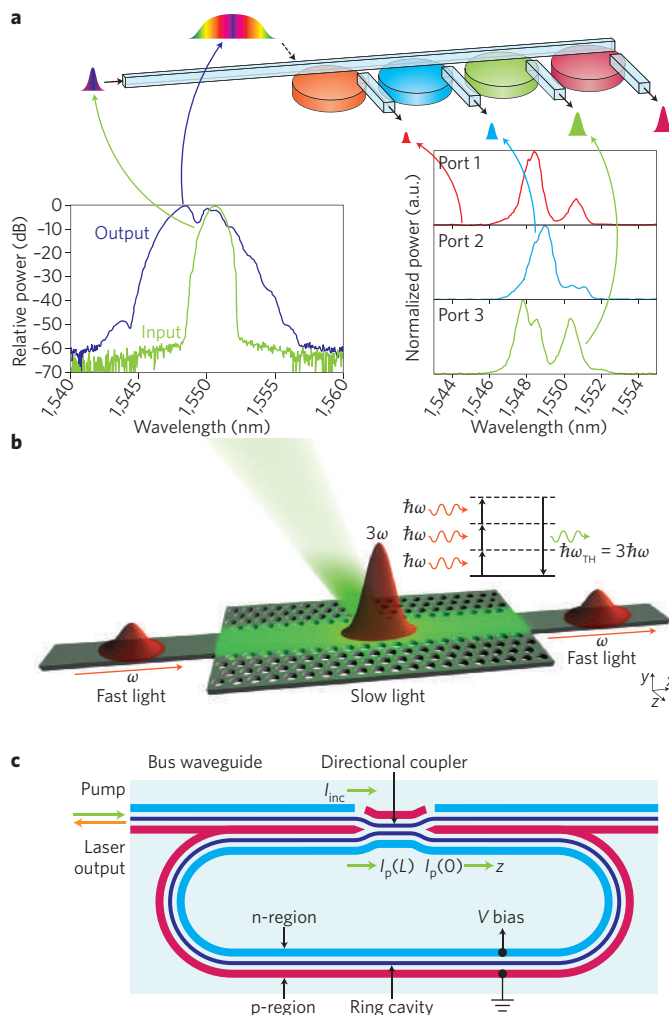 a
Port 1
Port 2
Port 3
Normalized power (a.u.)
1,544
1,546
1,548
1,550
1,552
1,554
Wavelength (nm)
Relative power (dB)
0
–10
–20
–30
–40
–50
–60
–70
Output
Input
1,540
1,545
1,550
1,555
1,560
Wavelength (nm)
b
3ω
ħω
ħω
ħω
ħω_TH = 3ħω
ω
Fast light
Slow light
ω
Fast light
y
z
c
Bus waveguide
Directional coupler
Pump
I_inc
Laser
output
I_p(L)
I_p(0)
z
n-region
V bias
p-region
Ring cavity